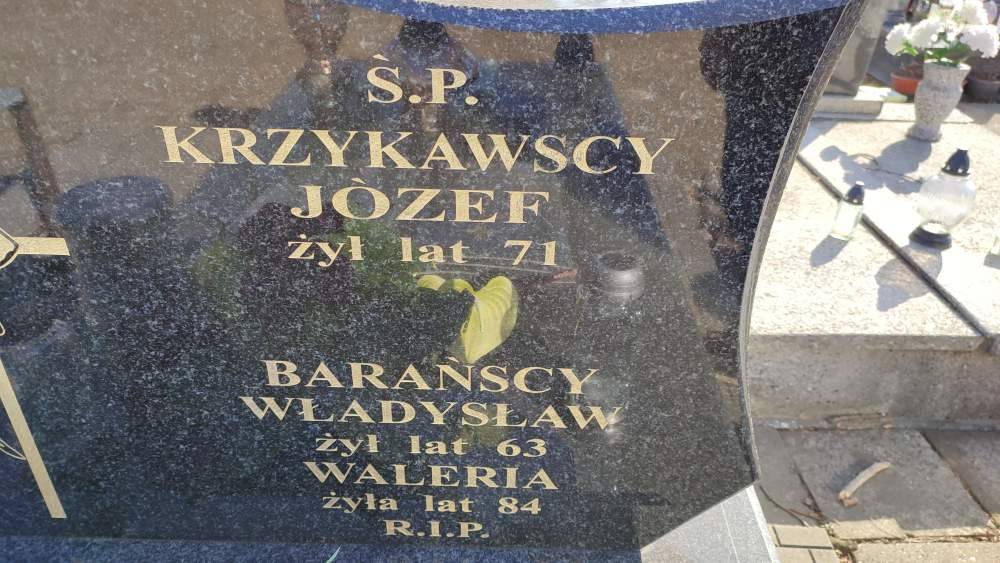 Ś.P.
KRZYKAWSCY
JÒZEF
żył lat 71
BARAŃSCY
WŁADYSŁAW
żył lat 63
WALERIA
żyła lat 84
R.I.P.